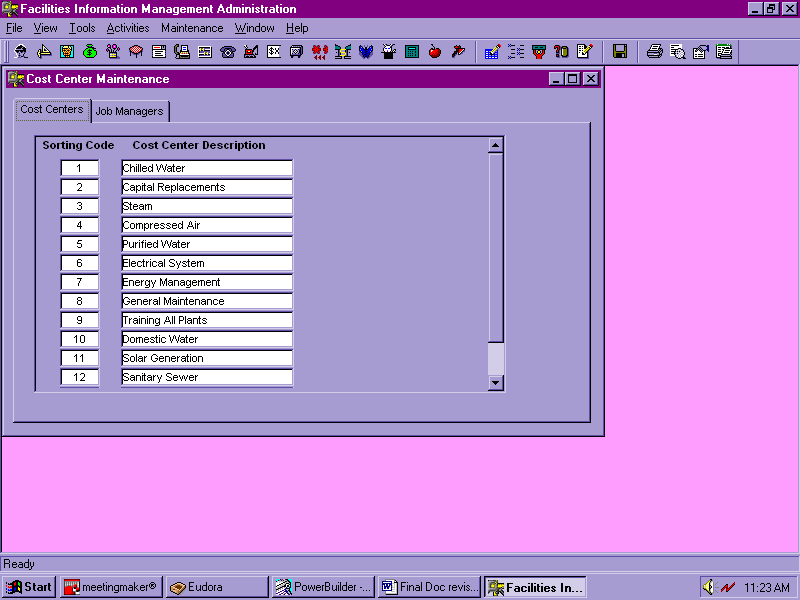 Facilities Information Management Administration
File View Tools Activities Maintenance Window Help
Cost Center Maintenance
Cost Centers Job Managers
Sorting Code Cost Center Description
1 Chilled Water
2 Capital Replacements
3 Steam
4 Compressed Air
5 Purified Water
6 Electrical System
7 Energy Management
8 General Maintenance
9 Training All Plants
10 Domestic Water
11 Solar Generation
12 Sanitary Sewer
Ready
Start meetingmaker® Eudora PowerBuilder -... Final Doc revis... Facilities In... 11:23 AM